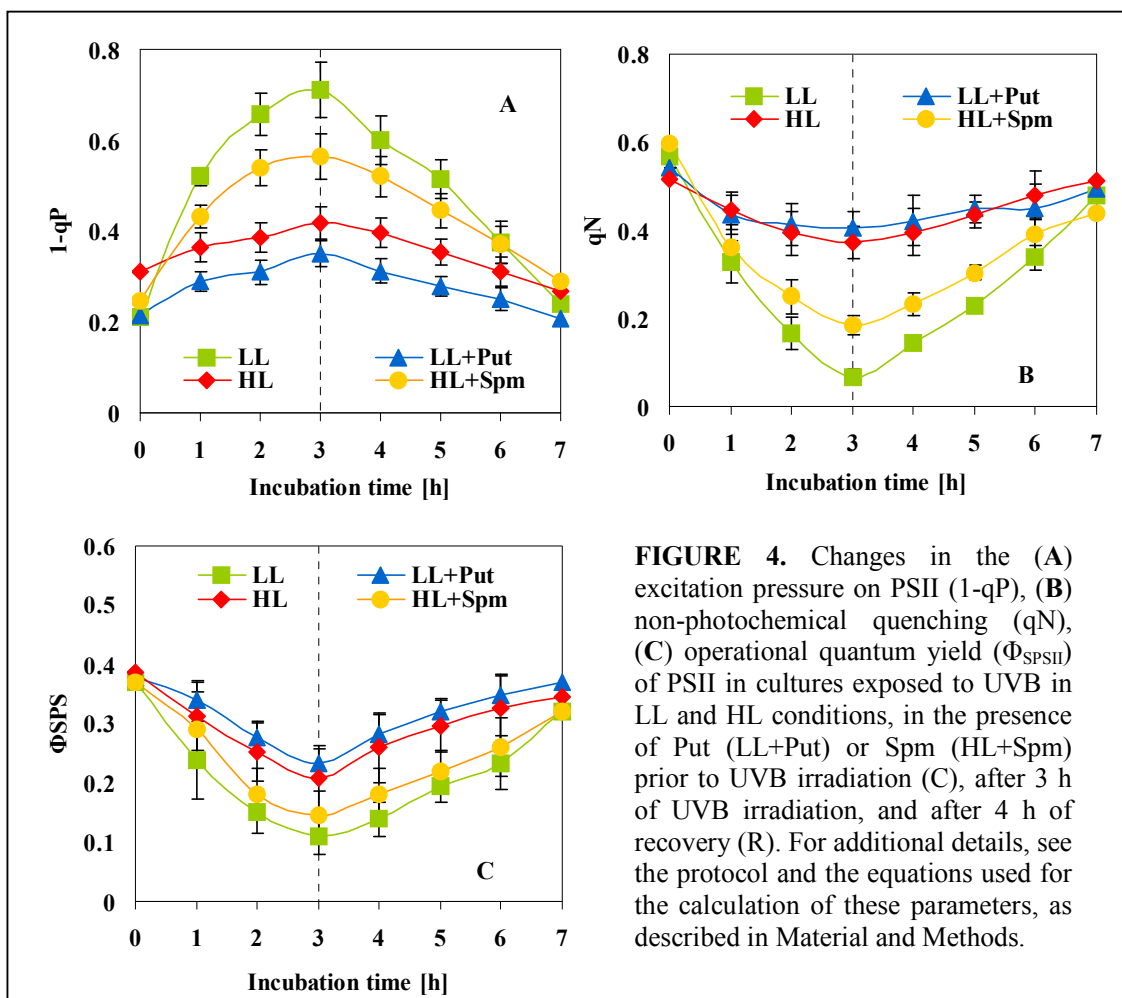 0.8
0.6
0.4
0.2
0
1-qP
A
LL
LL+Put
HL
HL+Spm
0 1 2 3 4 5 6 7
Incubation time [h]
0.8
0.6
0.4
0.2
0
qN
LL
LL+Put
HL
HL+Spm
B
0 1 2 3 4 5 6 7
Incubation time [h]
0.6
0.5
0.4
0.3
0.2
0.1
0
ΦSPS
LL
LL+Put
HL
HL+Spm
C
0 1 2 3 4 5 6 7
Incubation time [h]
FIGURE 4. Changes in the (A)
excitation pressure on PSII (1-qP), (B)
non-photochemical quenching (qN),
(C) operational quantum yield (ΦSPSII)
of PSII in cultures exposed to UVB in
LL and HL conditions, in the presence
of Put (LL+Put) or Spm (HL+Spm)
prior to UVB irradiation (C), after 3 h
of UVB irradiation, and after 4 h of
recovery (R). For additional details, see
the protocol and the equations used for
the calculation of these parameters, as
described in Material and Methods.